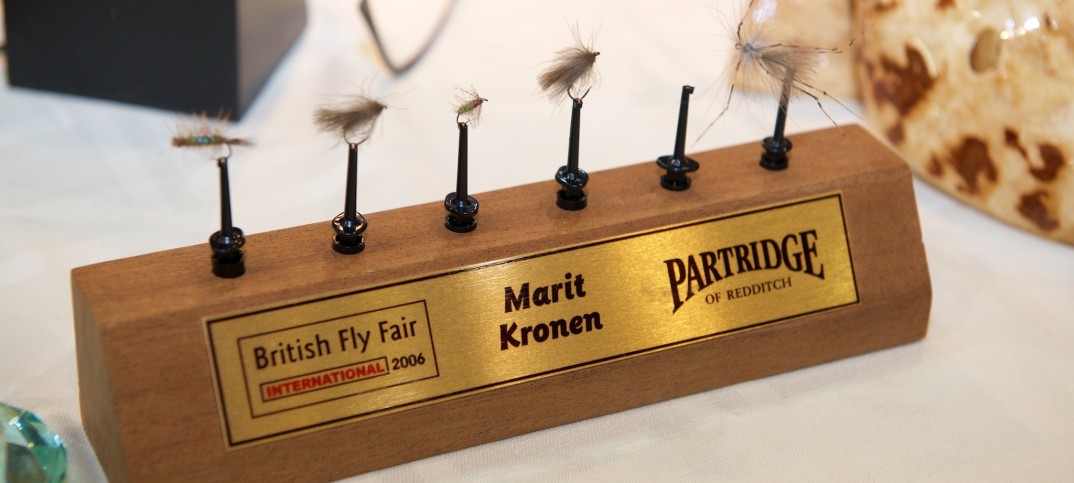 British Fly Fair
INTERNATIONAL 2006
Marit
Kronen
PARTRIDGE
OF REDDITCH